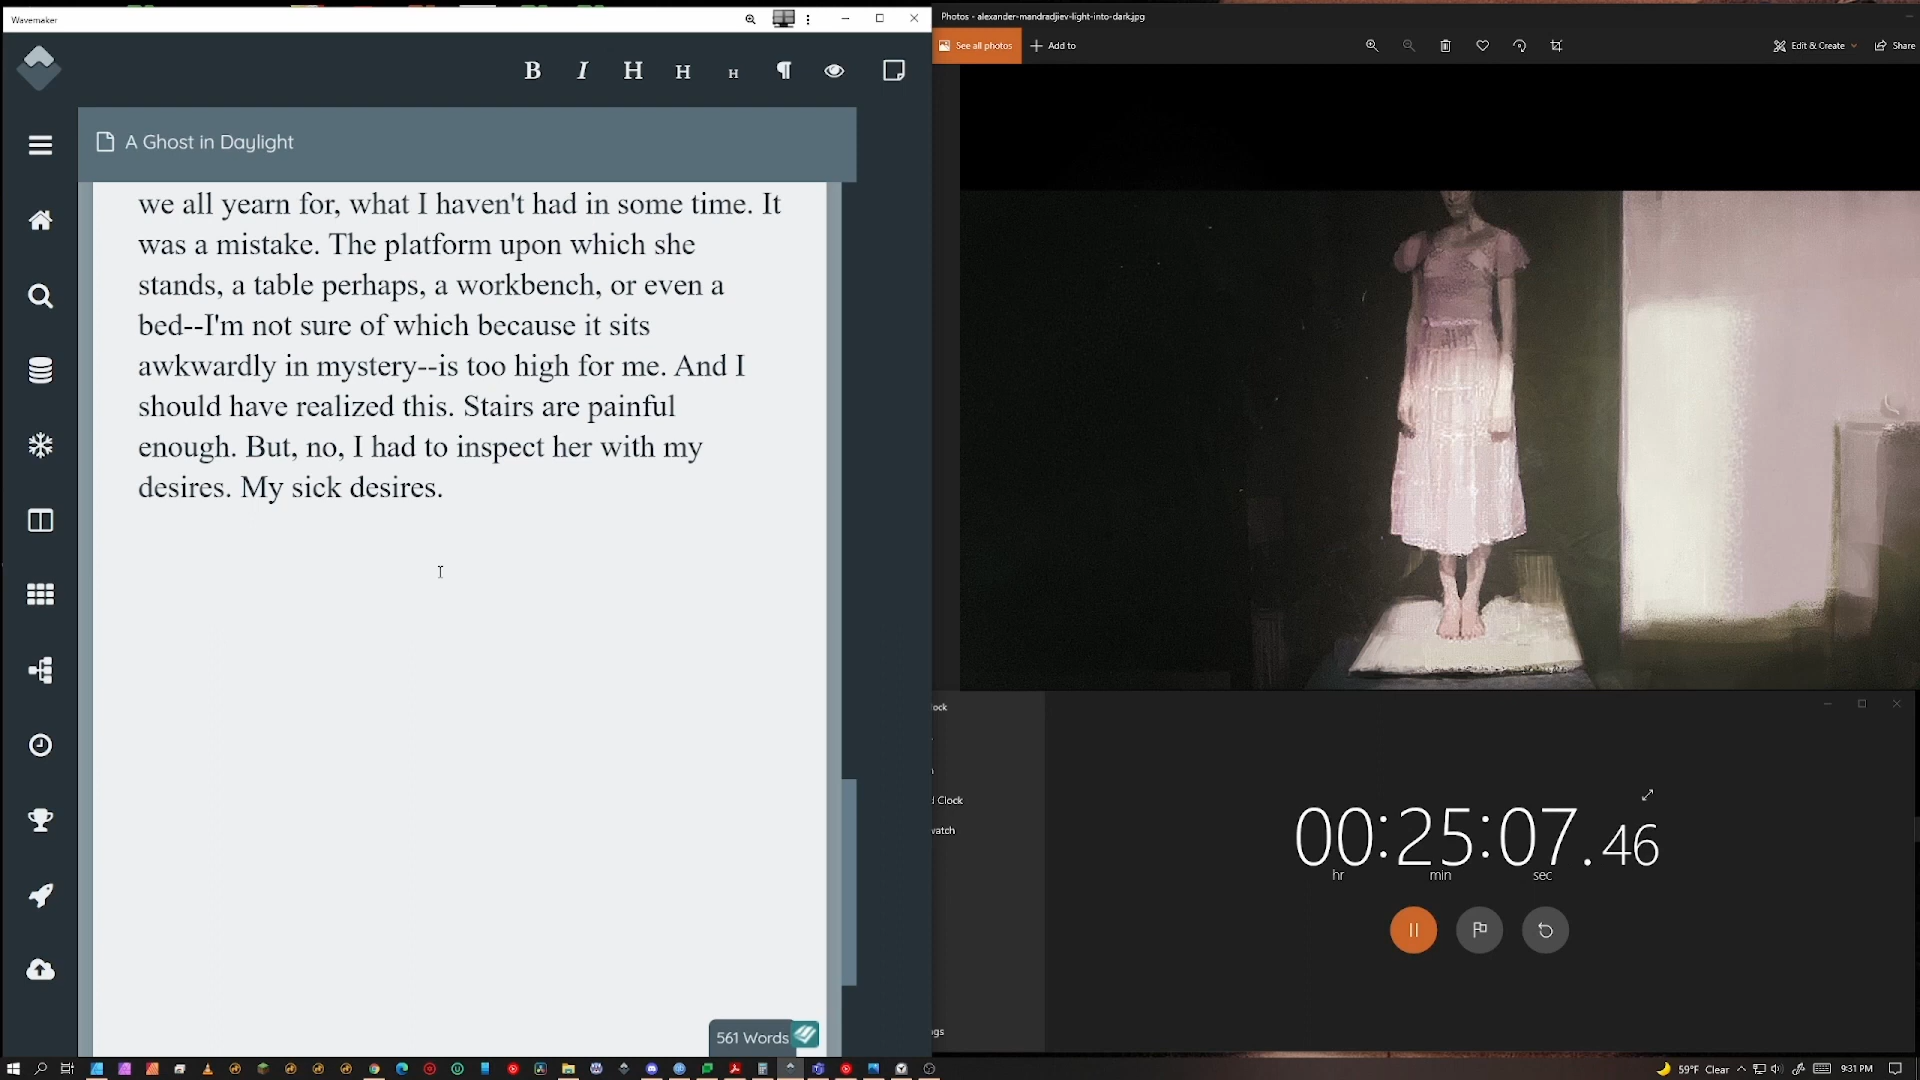 Wavemaker
B I H H H ¶
A Ghost in Daylight
we all yearn for, what I haven't had in some time. It
was a mistake. The platform upon which she
stands, a table perhaps, a workbench, or even a
bed--I'm not sure of which because it sits
awkwardly in mystery--is too high for me. And I
should have realized this. Stairs are painful
enough. But, no, I had to inspect her with my
desires. My sick desires.
561 Words
Photos - alexander-mandradjiev-light-into-dark.jpg
See all photos
Add to
Edit & Create
Share
ock
d Clock
watch
gs
00:25:07.46
hr min sec
59°F Clear
9:31 PM